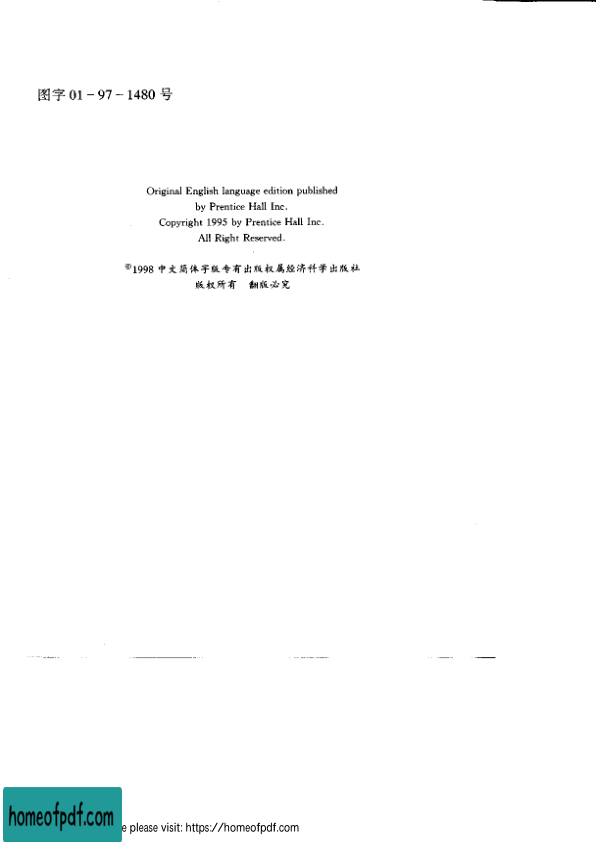 图字 01－97－1480 号
Original English language edition published
by Prentice Hall Inc.
Copyright 1995 by Prentice Hall Inc.
All Right Reserved.
©1998 中文简体字版专有出版权属经济科学出版社
版权所有 翻版必究
homeofpdf.com
please visit: https://homeofpdf.com